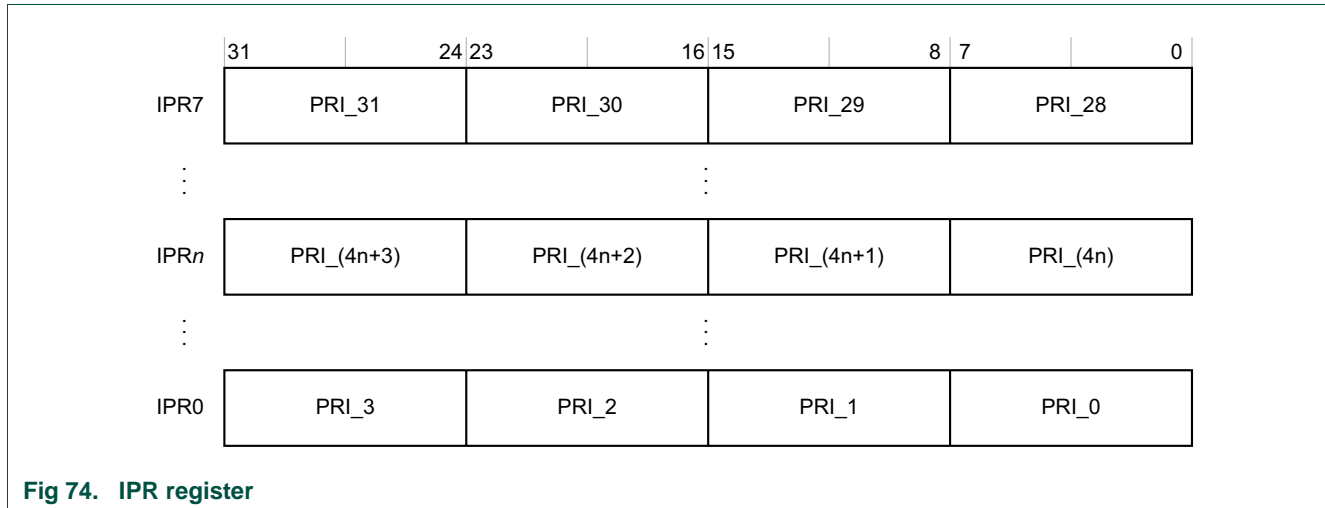 31 24 23 16 15 8 7 0
IPR7 PRI_31 PRI_30 PRI_29 PRI_28
IPRn PRI_(4n+3) PRI_(4n+2) PRI_(4n+1) PRI_(4n)
IPR0 PRI_3 PRI_2 PRI_1 PRI_0
Fig 74. IPR register